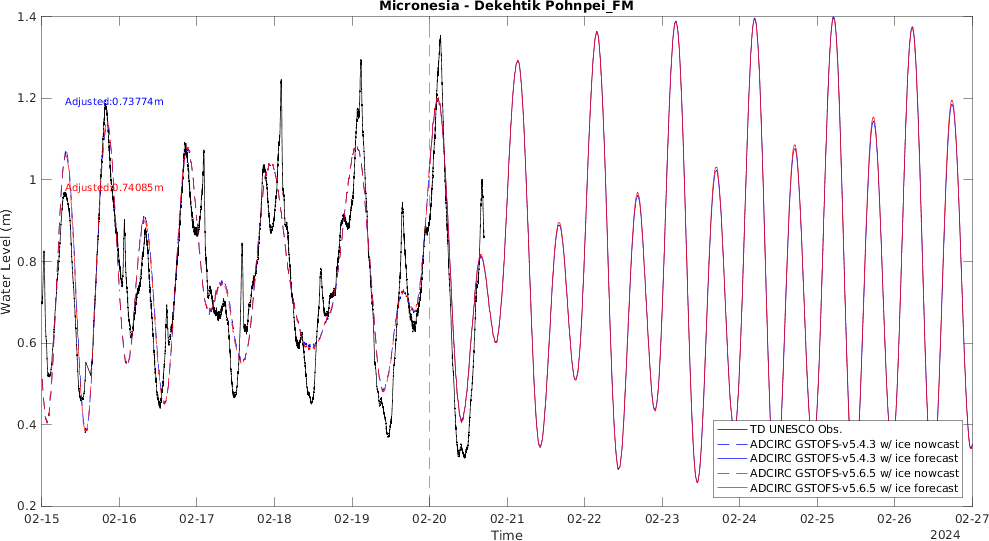 Micronesia - Dekehtik Pohnpei_FM
1.4
1.2
1
0.8
0.6
0.4
0.2
Water Level (m)
Adjusted:0.73774m
Adjusted:0.74085m
TD UNESCO Obs.
ADCIRC GSTOFS-v5.4.3 w/ ice nowcast
ADCIRC GSTOFS-v5.4.3 w/ ice forecast
ADCIRC GSTOFS-v5.6.5 w/ ice nowcast
ADCIRC GSTOFS-v5.6.5 w/ ice forecast
02-15 02-16 02-17 02-18 02-19 02-20 02-21 02-22 02-23 02-24 02-25 02-26 02-27
Time
2024